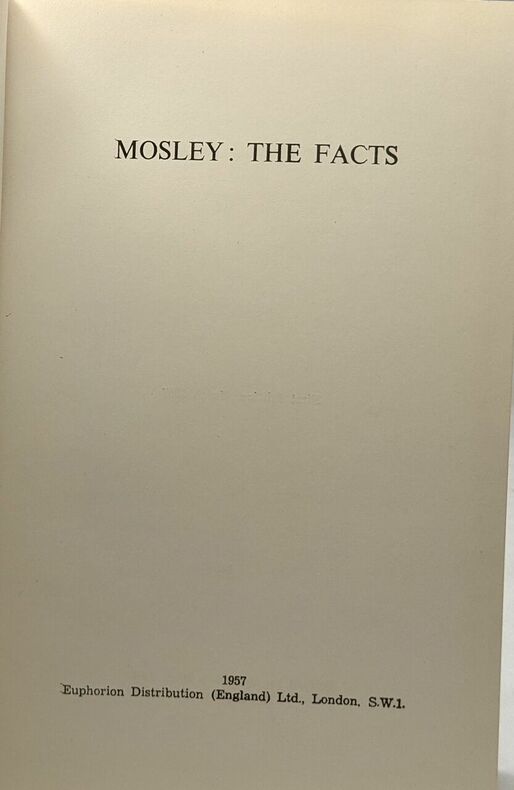 MOSLEY: THE FACTS
1957
Euphorion Distribution (England) Ltd., London, S.W.1.